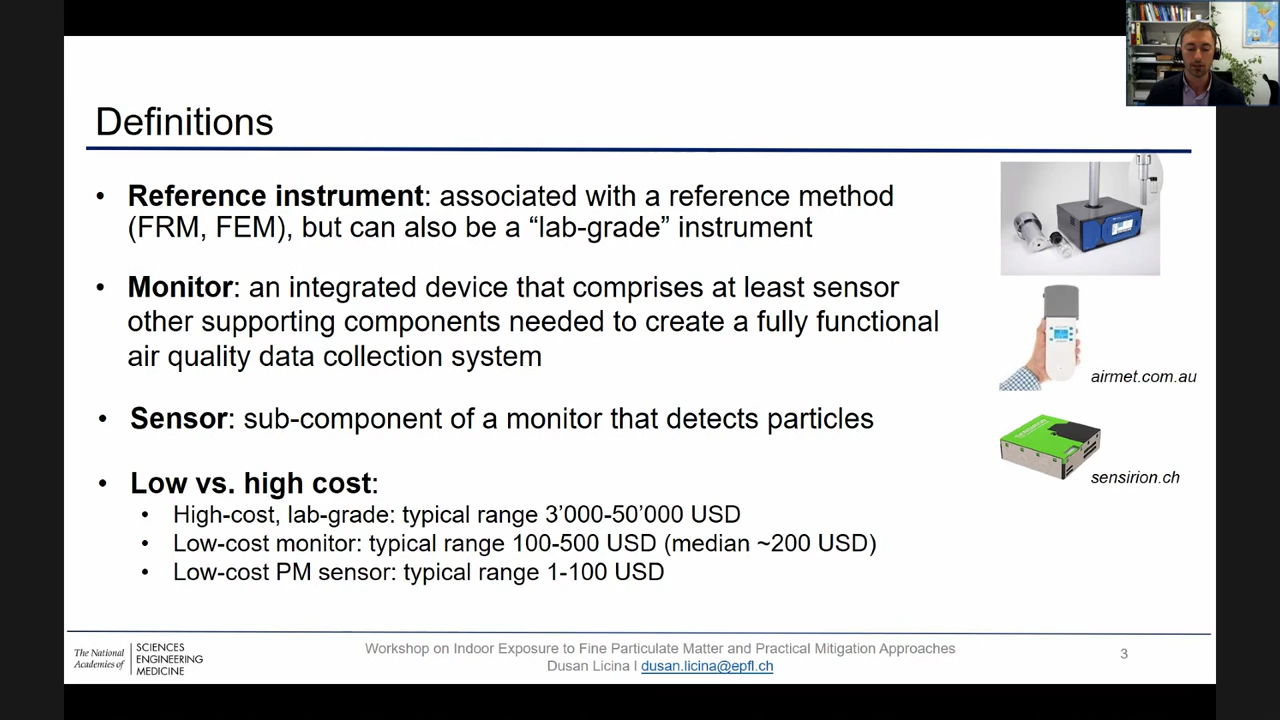 Definitions
• Reference instrument: associated with a reference method
(FRM, FEM), but can also be a “lab-grade” instrument
• Monitor: an integrated device that comprises at least sensor
other supporting components needed to create a fully functional
air quality data collection system
airmet.com.au
• Sensor: sub-component of a monitor that detects particles
sensirion.ch
• Low vs. high cost:
• High-cost, lab-grade: typical range 3’000-50’000 USD
• Low-cost monitor: typical range 100-500 USD (median ~200 USD)
• Low-cost PM sensor: typical range 1-100 USD
The National
Academies of
SCIENCES
ENGINEERING
MEDICINE
Workshop on Indoor Exposure to Fine Particulate Matter and Practical Mitigation Approaches
Dusan Licina l dusan.licina@epfl.ch
3